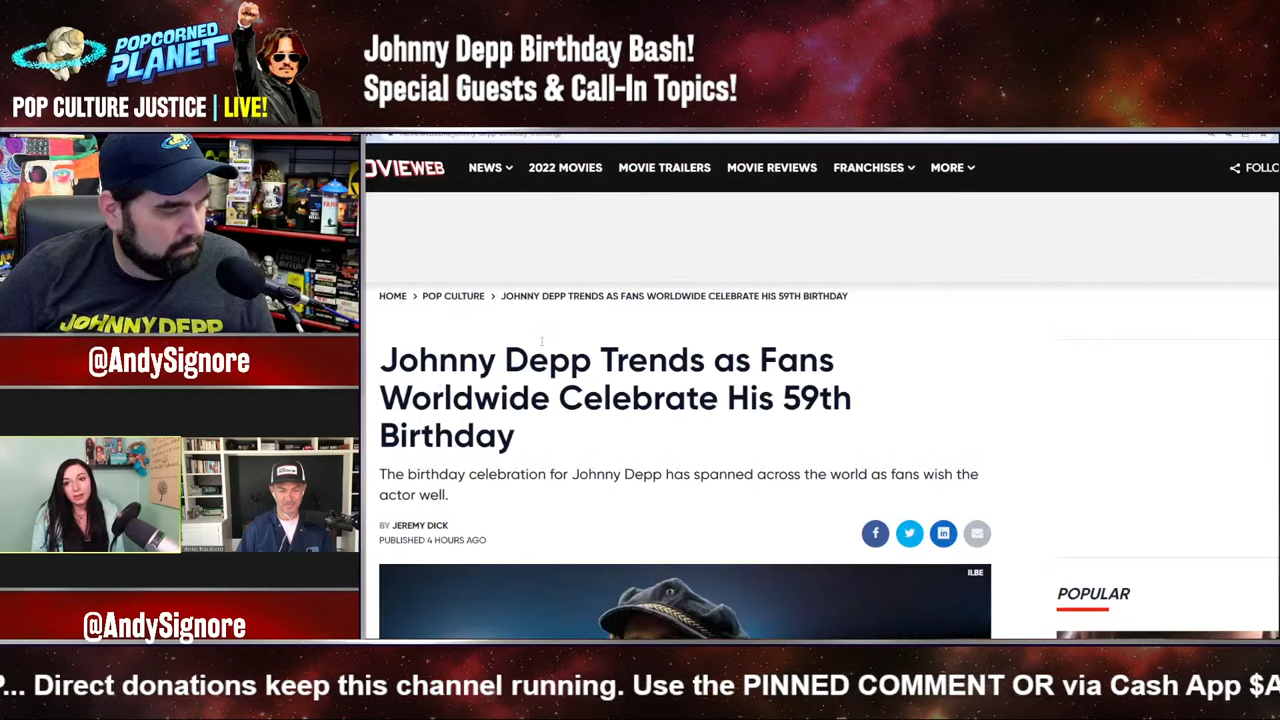 POPCORNED
PLANET
POP CULTURE JUSTICE | LIVE!
Johnny Depp Birthday Bash!
Special Guests & Call-In Topics!
JOHNNY DEPP
@AndySignore
@AndySignore
OVIEWEB
NEWS
2022 MOVIES
MOVIE TRAILERS
MOVIE REVIEWS
FRANCHISES
MORE
FOLLO
HOME > POP CULTURE > JOHNNY DEPP TRENDS AS FANS WORLDWIDE CELEBRATE HIS 59TH BIRTHDAY
Johnny Depp Trends as Fans
Worldwide Celebrate His 59th
Birthday
The birthday celebration for Johnny Depp has spanned across the world as fans wish the
actor well.
BY JEREMY DICK
PUBLISHED 4 HOURS AGO
ILBE
POPULAR
P... Direct donations keep this channel running. Use the PINNED COMMENT OR via Cash App $A